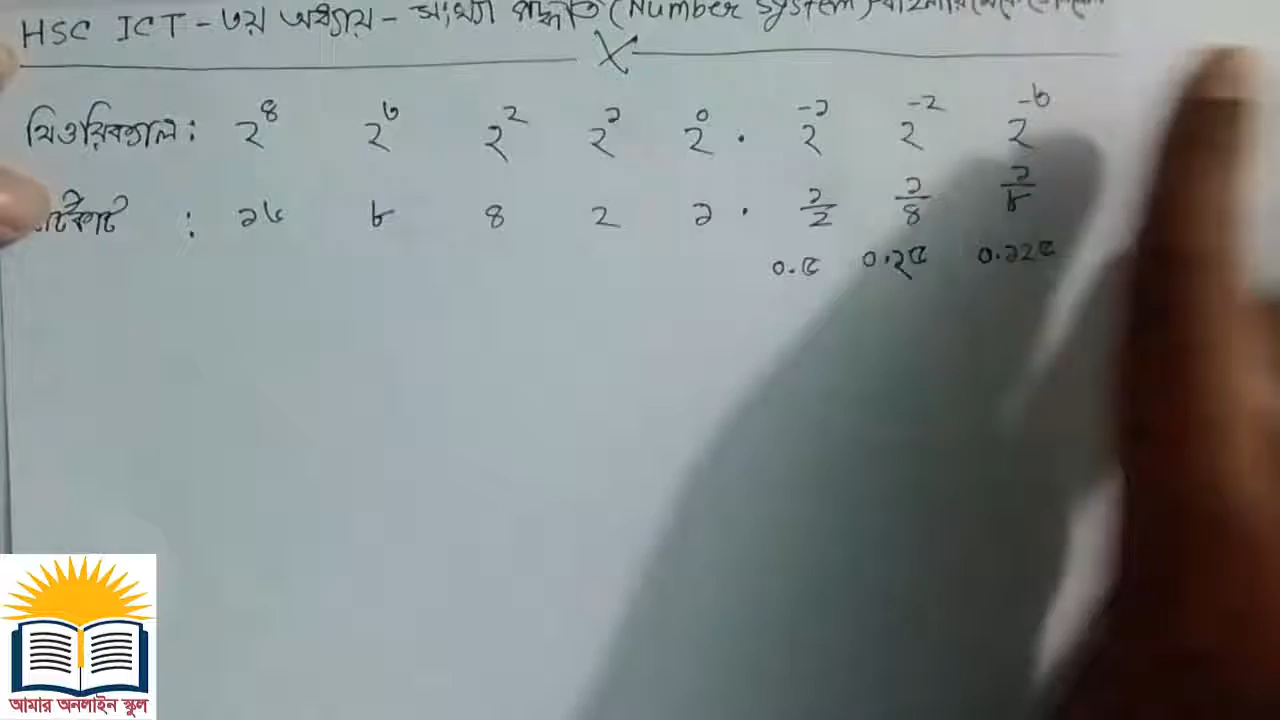 HSC ICT - ৩য় অধ্যায় - সংখ্যা পদ্ধতি (Number System)
থিওরিক্যাল : ২⁴ ২³ ২² ২¹ ২⁰ . ২⁻¹ ২⁻² ২⁻³
: ১৬ ৮ ৪ ২ ১ . ১/২ ১/৪ ১/৮
০.৫ ০.২৫ ০.১২৫
আমার অনলাইন স্কুল